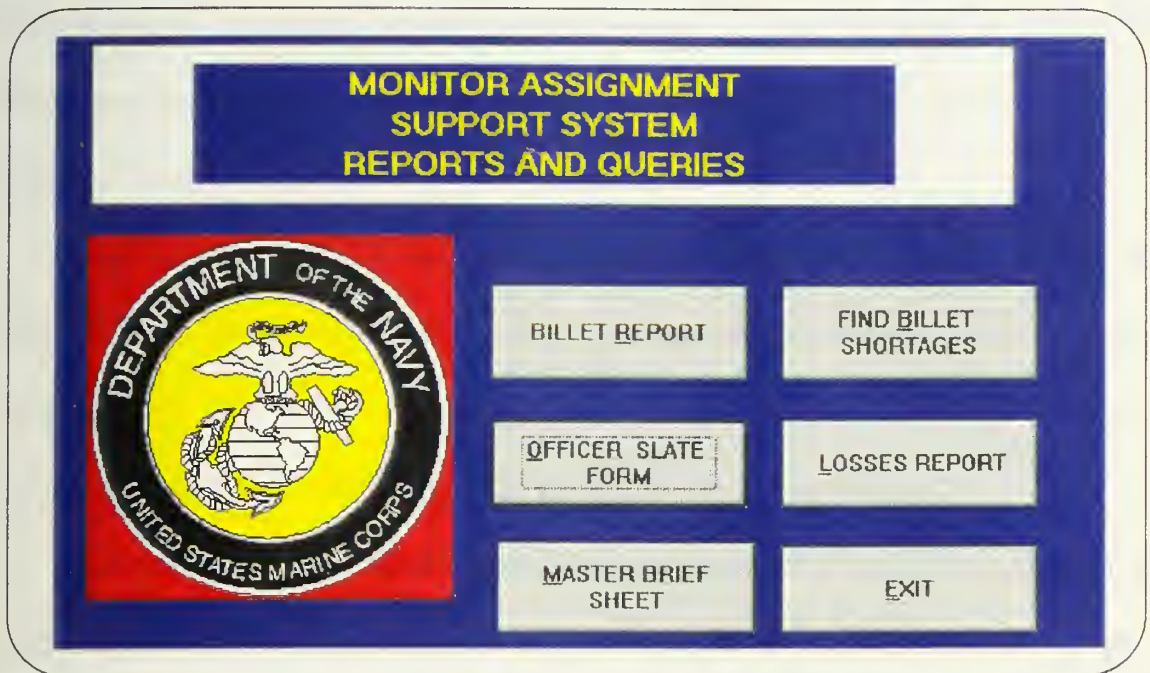 MONITOR ASSIGNMENT
SUPPORT SYSTEM
REPORTS AND QUERIES
DEPARTMENT OF THE NAVY
UNITED STATES MARINE CORPS
BILLET REPORT
FIND BILLET
SHORTAGES
OFFICER SLATE
FORM
LOSSES REPORT
MASTER BRIEF
SHEET
EXIT